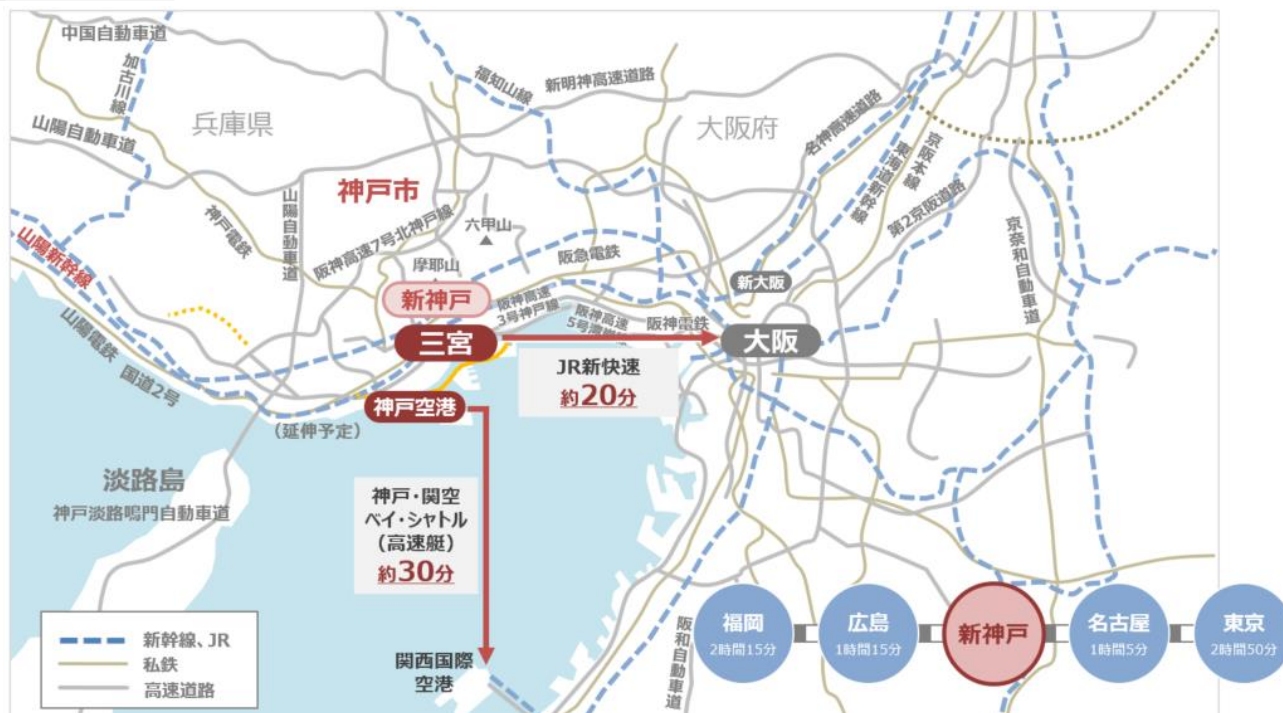 中国自動車道
加古川線
福知山線
新明神高速道路
兵庫県
大阪府
名神高速道路
京阪本線
東海道新幹線
山陽自動車道
神戸市
山陽自動車道
神戸電鉄
阪神高速7号北神戸線
六甲山
第2京阪道路
京奈和自動車道
山陽新幹線
摩耶山
阪急電鉄
新大阪
新神戸
阪神高速
3号神戸線
阪神高速
阪神電鉄
三宮
大阪
山陽電鉄
国道2号
JR新快速
約20分
神戸空港
(延伸予定)
淡路島
神戸淡路鳴門自動車道
神戸・関空
ベイ・シャトル
(高速艇)
約30分
新幹線、JR
私鉄
高速道路
関西国際
空港
阪和自動車道
福岡
2時間15分
広島
1時間15分
新神戸
名古屋
1時間5分
東京
2時間50分